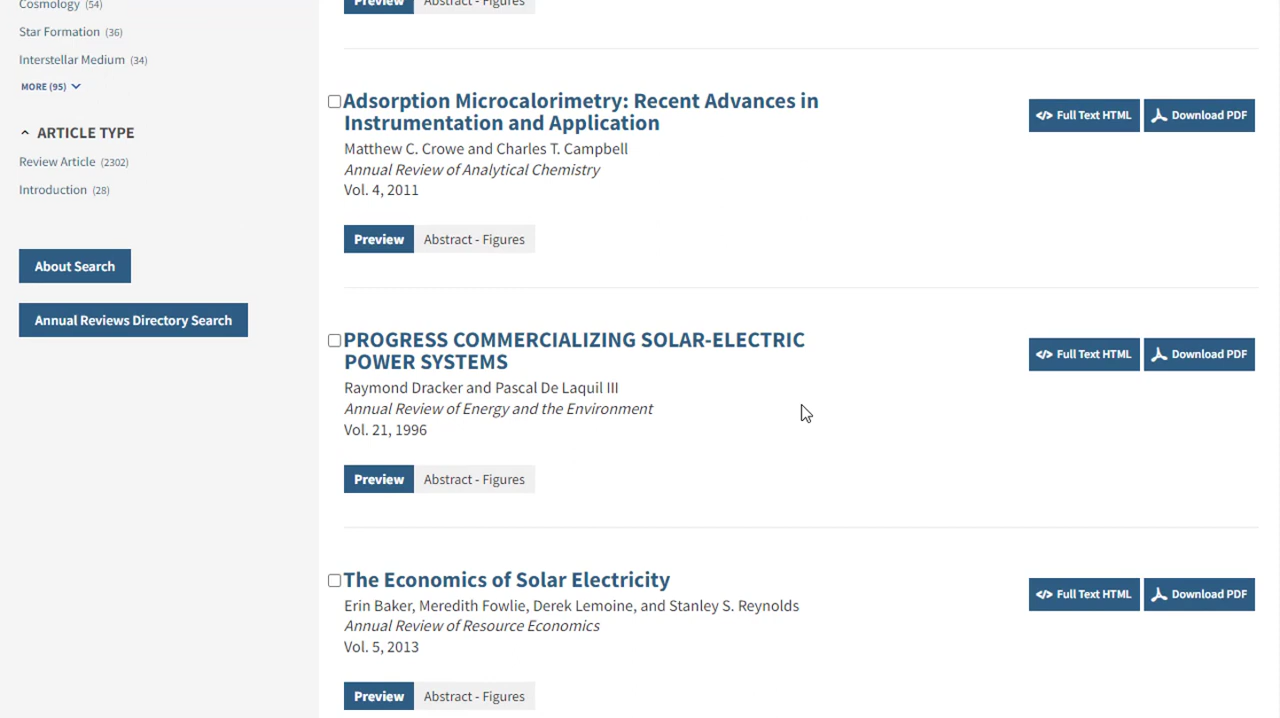 Cosmology (54)
Star Formation (36)
Interstellar Medium (34)
MORE (95)
ARTICLE TYPE
Review Article (2302)
Introduction (28)
About Search
Annual Reviews Directory Search
Preview Abstract - Figures
Adsorption Microcalorimetry: Recent Advances in
Instrumentation and Application
Matthew C. Crowe and Charles T. Campbell
Annual Review of Analytical Chemistry
Vol. 4, 2011
Preview Abstract - Figures
</> Full Text HTML Download PDF
PROGRESS COMMERCIALIZING SOLAR-ELECTRIC
POWER SYSTEMS
Raymond Dracker and Pascal De Laquil III
Annual Review of Energy and the Environment
Vol. 21, 1996
Preview Abstract - Figures
</> Full Text HTML Download PDF
The Economics of Solar Electricity
Erin Baker, Meredith Fowlie, Derek Lemoine, and Stanley S. Reynolds
Annual Review of Resource Economics
Vol. 5, 2013
Preview Abstract - Figures
</> Full Text HTML Download PDF